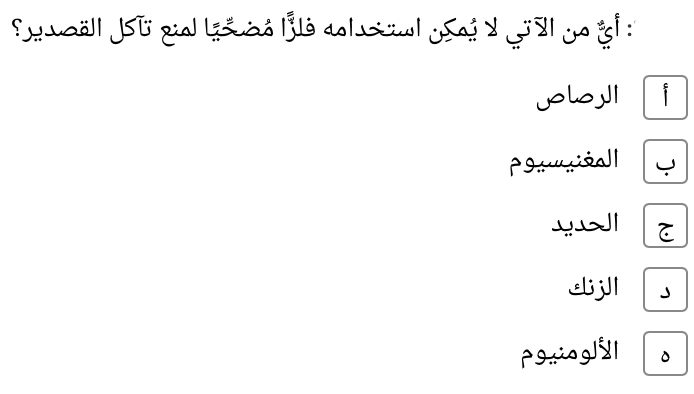 : أيٌّ من الآتي لا يُمكِن استخدامه فلزًّا مُضحِّيًا لمنع تآكل القصدير؟
أ الرصاص
ب المغنيسيوم
ج الحديد
د الزنك
ه الألومنيوم